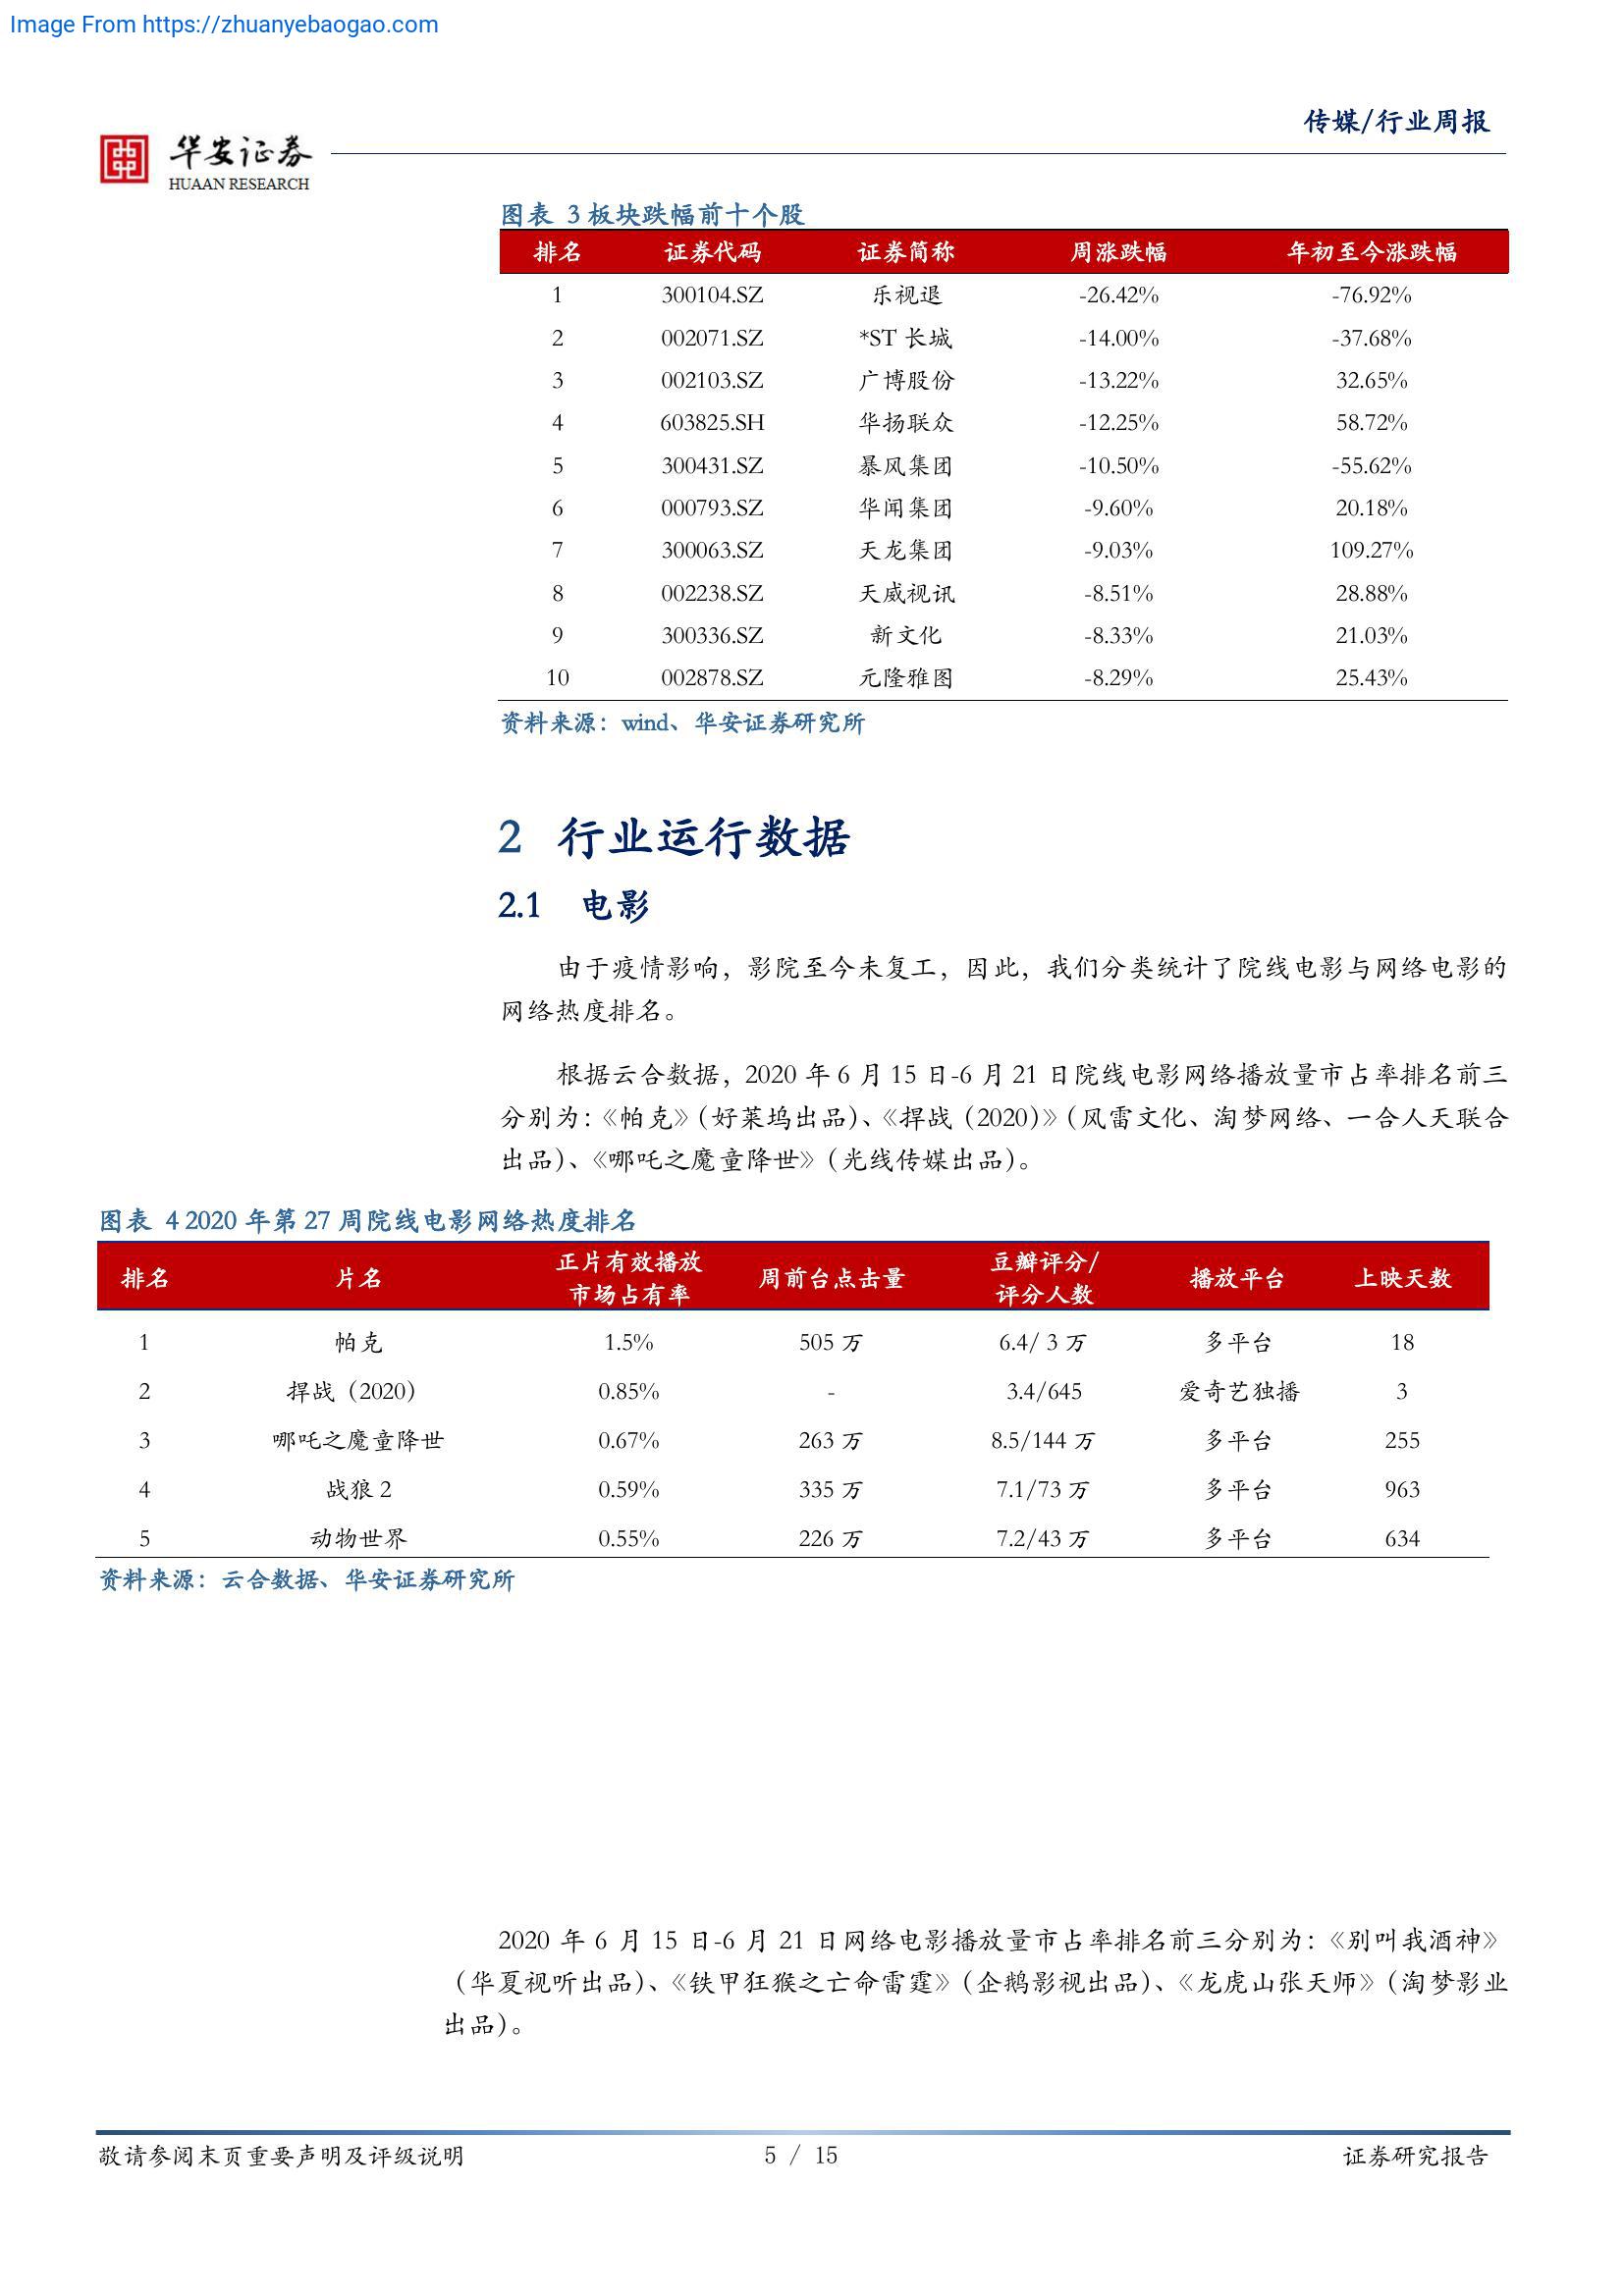 Image From https://zhuanyebaogao.com
传媒/行业周报
华安证券
HUAAN RESEARCH
图表 3 板块跌幅前十个股
排名 证券代码 证券简称 周涨跌幅 年初至今涨跌幅
1 300104.SZ 乐视退 -26.42% -76.92%
2 002071.SZ *ST 长城 -14.00% -37.68%
3 002103.SZ 广博股份 -13.22% 32.65%
4 603825.SH 华扬联众 -12.25% 58.72%
5 300431.SZ 暴风集团 -10.50% -55.62%
6 000793.SZ 华闻集团 -9.60% 20.18%
7 300063.SZ 天龙集团 -9.03% 109.27%
8 002238.SZ 天威视讯 -8.51% 28.88%
9 300336.SZ 新文化 -8.33% 21.03%
10 002878.SZ 元隆雅图 -8.29% 25.43%
资料来源：wind、华安证券研究所
2 行业运行数据
2.1 电影
由于疫情影响，影院至今未复工，因此，我们分类统计了院线电影与网络电影的
网络热度排名。
根据云合数据，2020 年 6 月 15 日-6 月 21 日院线电影网络播放量市占率排名前三
分别为：《帕克》（好莱坞出品）、《捍战（2020）》（风雷文化、淘梦网络、一合人天联合
出品）、《哪吒之魔童降世》（光线传媒出品）。
图表 4 2020 年第 27 周院线电影网络热度排名
排名 片名 正片有效播放 周前台点击量 豆瓣评分/ 播放平台 上映天数
市场占有率 评分人数
1 帕克 1.5% 505 万 6.4/ 3 万 多平台 18
2 捍战（2020） 0.85% - 3.4/645 爱奇艺独播 3
3 哪吒之魔童降世 0.67% 263 万 8.5/144 万 多平台 255
4 战狼 2 0.59% 335 万 7.1/73 万 多平台 963
5 动物世界 0.55% 226 万 7.2/43 万 多平台 634
资料来源：云合数据、华安证券研究所
2020 年 6 月 15 日-6 月 21 日网络电影播放量市占率排名前三分别为：《别叫我酒神》
（华夏视听出品）、《铁甲狂猴之亡命雷霆》（企鹅影视出品）、《龙虎山张天师》（淘梦影业
出品）。
敬请参阅末页重要声明及评级说明 5 / 15 证券研究报告